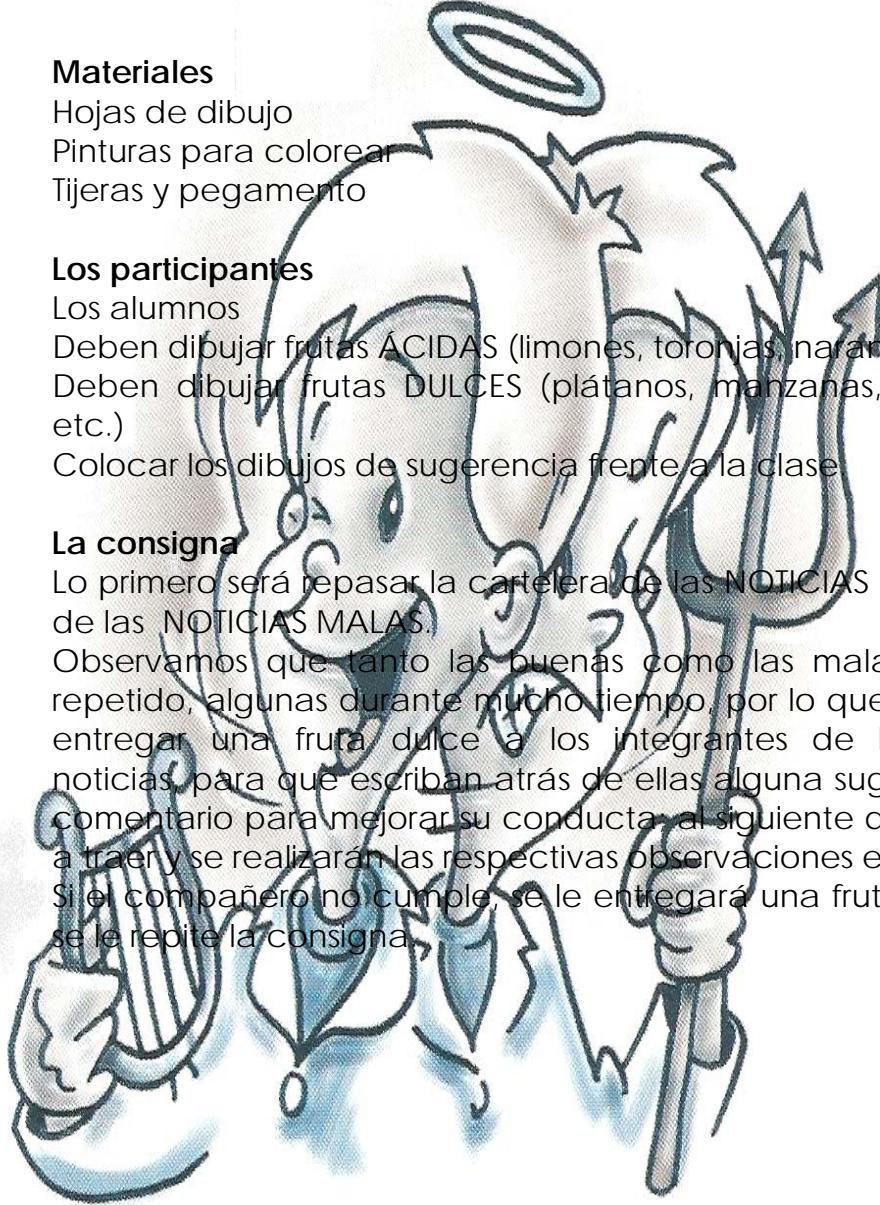 Materiales
Hojas de dibujo
Pinturas para colorear
Tijeras y pegamento
Los participantes
Los alumnos
Deben dibujar frutas ÁCIDAS (limones, toronjas, naran
Deben dibujar frutas DULCES (plátanos, manzanas,
etc.)
Colocar los dibujos de sugerencia frente a la clase.
La consigna
Lo primero será repasar la cartelera de las NOTICIAS
de las NOTICIAS MALAS.
Observamos que tanto las buenas como las mala
repetido, algunas durante mucho tiempo, por lo que
entregar una fruta dulce a los integrantes de l
noticias, para que escriban atrás de ellas alguna sug
comentario para mejorar su conducta, al siguiente d
a traer y se realizarán las respectivas observaciones e
Si el compañero no cumple, se le entregará una frut
se le repite la consigna.